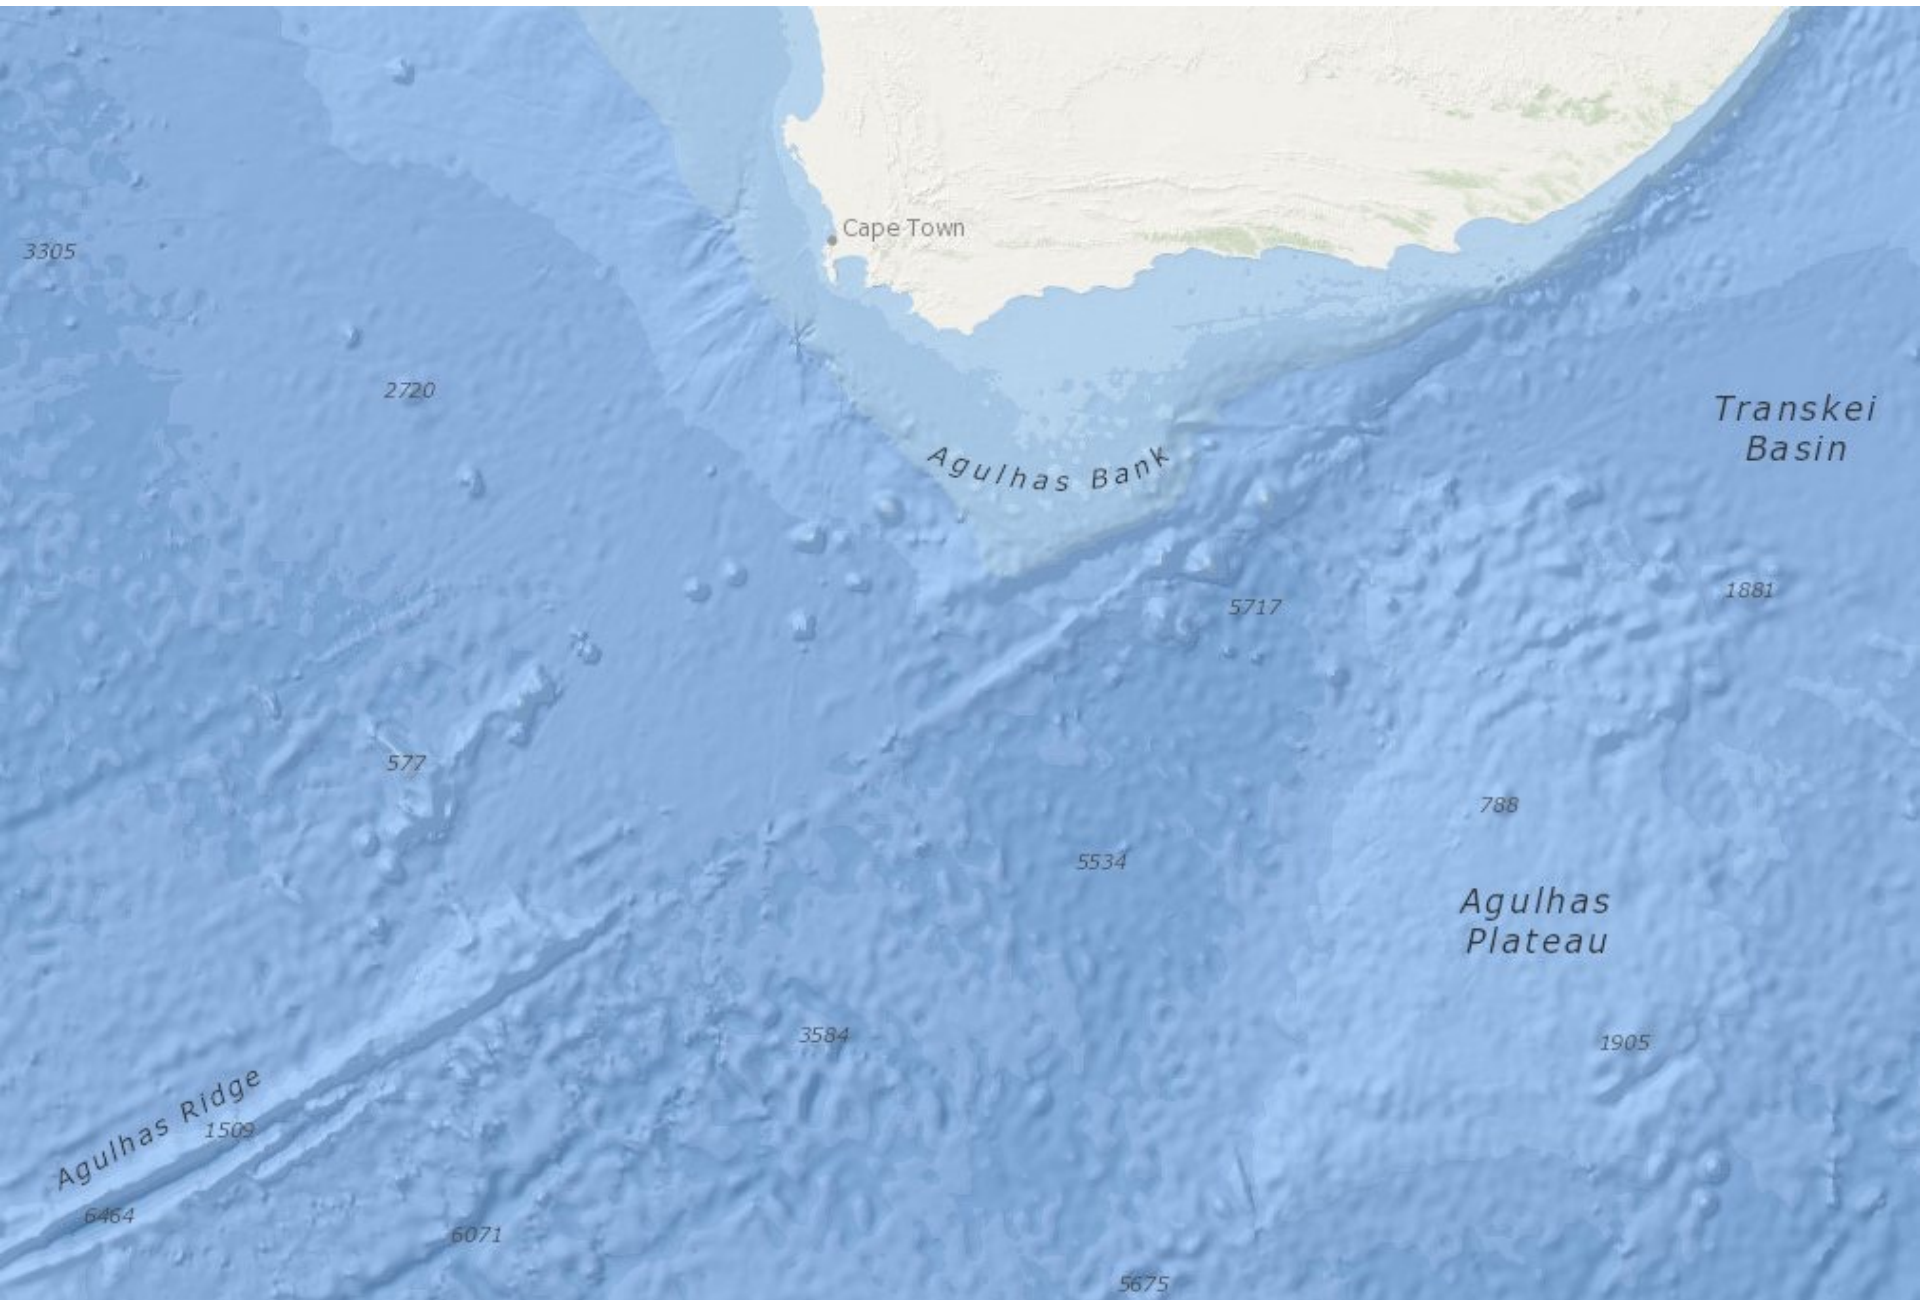 Cape Town
3305
2720
Transkei
Basin
Agulhas Bank
1881
5717
577
788
5534
Agulhas
Plateau
3584
1905
Agulhas Ridge
1509
6464
6071
5675